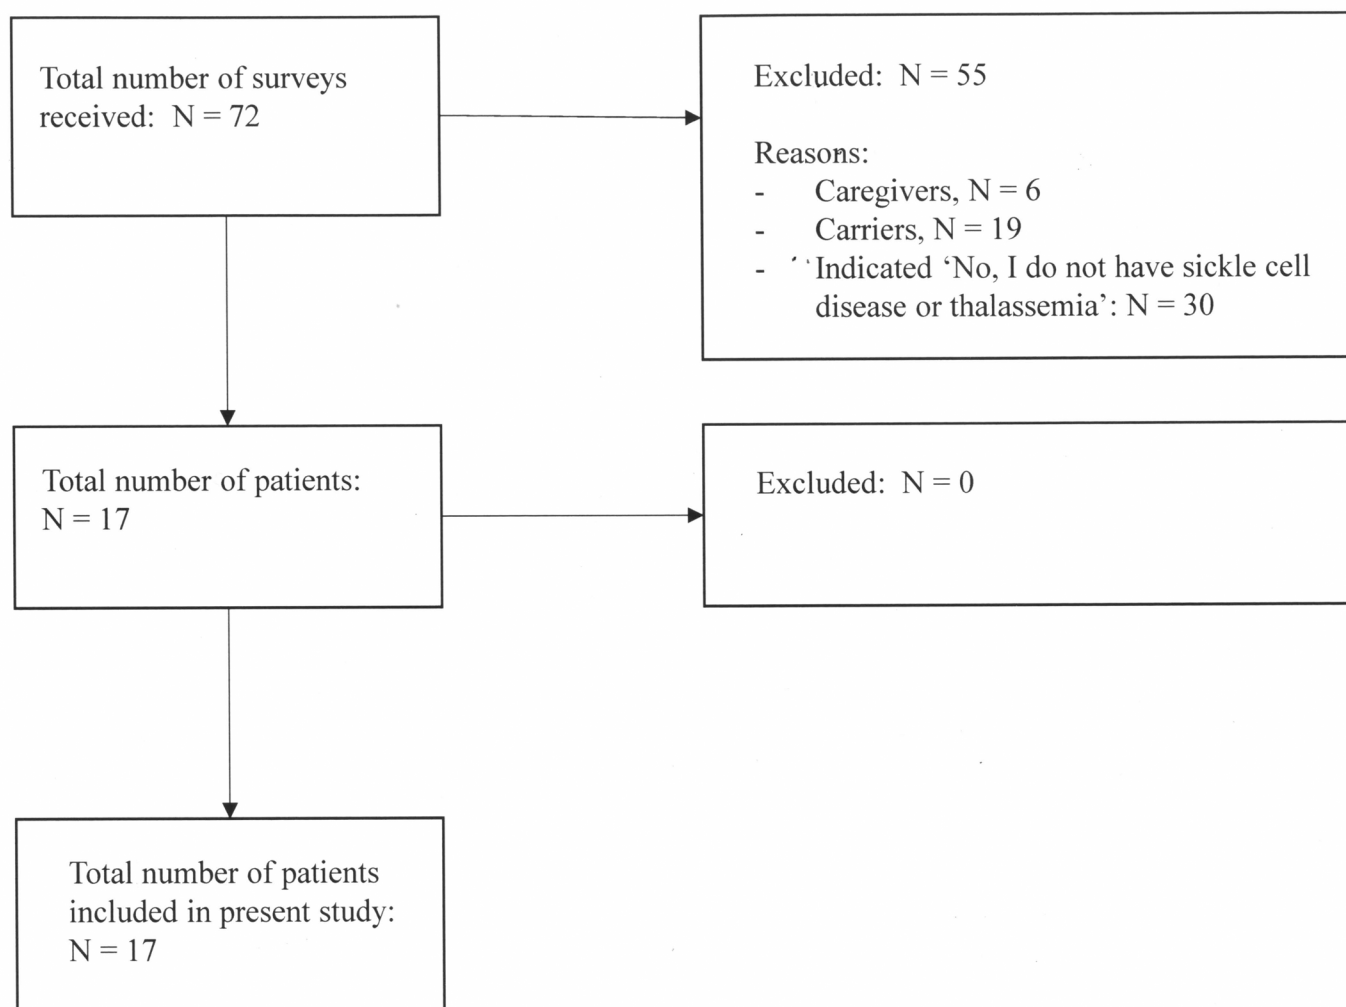 Total number of surveys
received: N = 72
Excluded: N = 55
Reasons:
- Caregivers, N = 6
- Carriers, N = 19
- Indicated ‘No, I do not have sickle cell
disease or thalassemia’: N = 30
Total number of patients:
N = 17
Excluded: N = 0
Total number of patients
included in present study:
N = 17